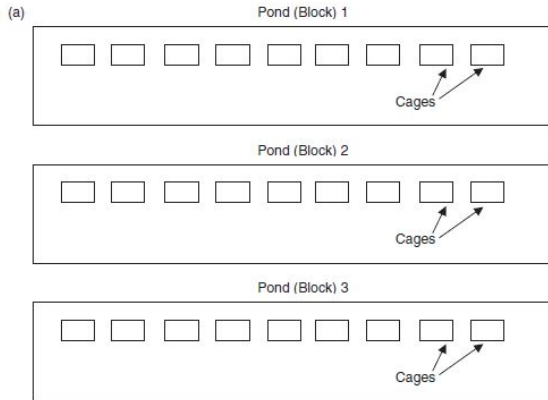 (a)
Pond (Block) 1
Cages
Pond (Block) 2
Cages
Pond (Block) 3
Cages